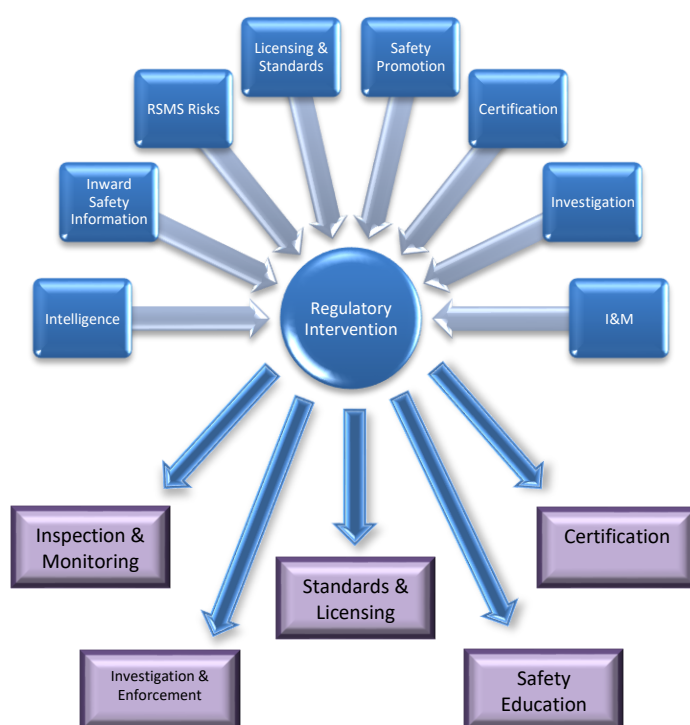 Licensing &
Standards
Safety
Promotion
RSMS Risks
Certification
Inward
Safety
Information
Investigation
Intelligence
Regulatory
Intervention
I&M
Inspection &
Monitoring
Certification
Standards &
Licensing
Investigation &
Enforcement
Safety
Education